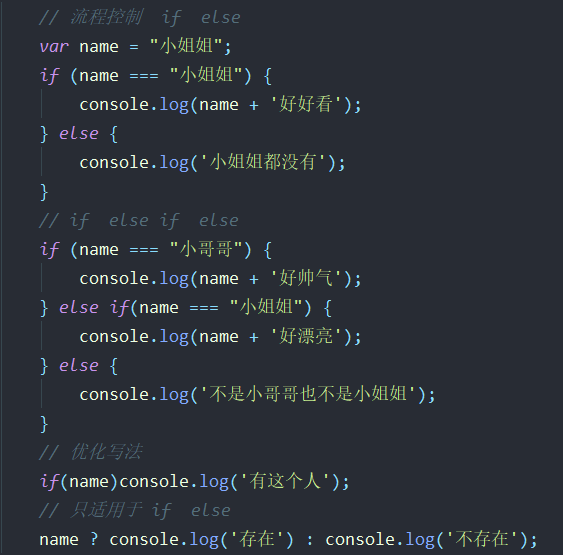 // 流程控制  if  else
var name = "小姐姐";
if (name === "小姐姐") {
    console.log(name + '好好看');
} else {
    console.log('小姐姐都没有');
}
// if  else if  else
if (name === "小哥哥") {
    console.log(name + '好帅气');
} else if(name === "小姐姐") {
    console.log(name + '好漂亮');
} else {
    console.log('不是小哥哥也不是小姐姐');
}
// 优化写法
if(name)console.log('有这个人');
// 只适用于 if  else
name ? console.log('存在') : console.log('不存在');